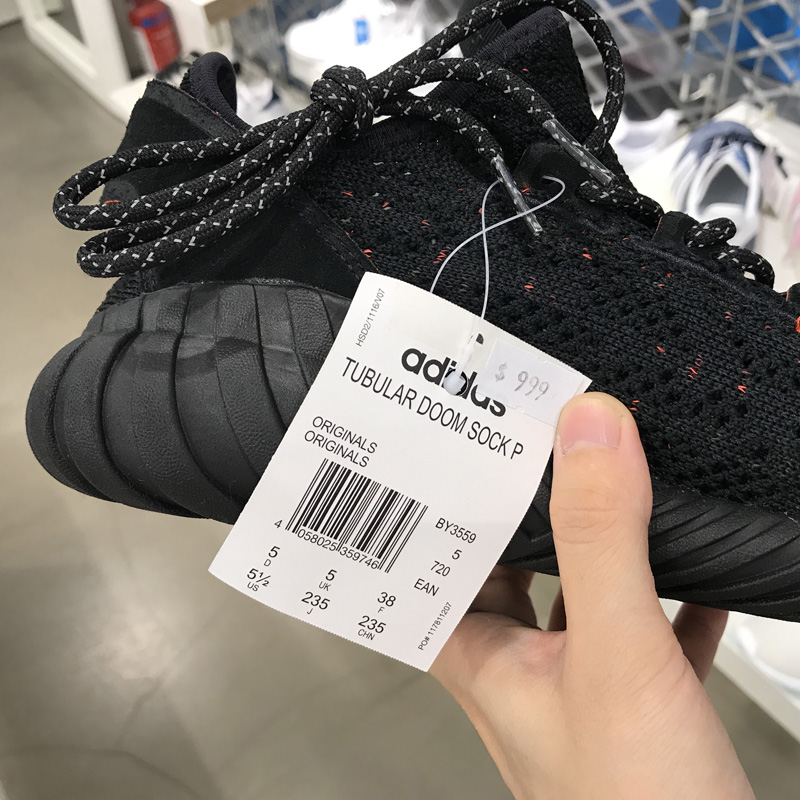 HSD2/1116/V07
adidas
$ 999
TUBULAR DOOM SOCK P
ORIGINALS
ORIGINALS
BY3559
4 058025 359746
5
720
EAN
5 D
5 UK
38 F
5½ US
235 J
235 CHN
PO# 117811207